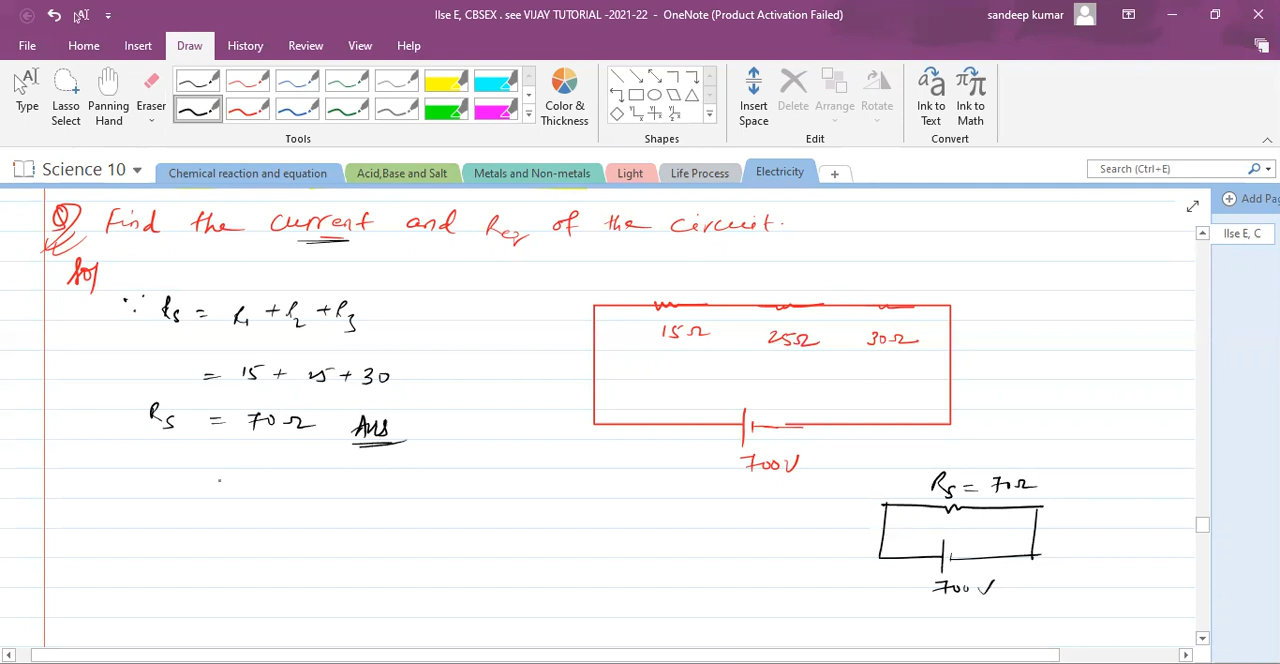 Ilse E, CBSEX . see VIJAY TUTORIAL -2021-22 – OneNote (Product Activation Failed)
sandeep kumar
File Home Insert Draw History Review View Help
Type
Lasso Select
Panning Hand
Eraser
Color & Thickness
Insert Space
Delete
Arrange
Rotate
Ink to Text
Ink to Math
Tools
Shapes
Edit
Convert
Science 10
Chemical reaction and equation
Acid,Base and Salt
Metals and Non-metals
Light
Life Process
Electricity
Search (Ctrl+E)
Add Pag
Ilse E, C
Q Find the current and Req of the circuit.
Sol
∵ Rs = R1 + R2 + R3
= 15 + 25 + 30
Rs = 70Ω Ans
15Ω 25Ω 30Ω
700V
Rs = 70Ω
700V